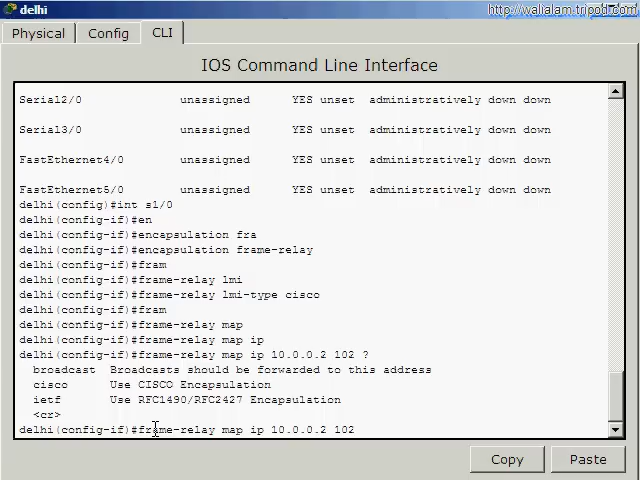 delhi
http://walialam.tripod.com
Physical Config CLI
IOS Command Line Interface
Serial2/0 unassigned YES unset administratively down down
Serial3/0 unassigned YES unset administratively down down
FastEthernet4/0 unassigned YES unset administratively down down
FastEthernet5/0 unassigned YES unset administratively down down
delhi(config)#int s1/0
delhi(config-if)#en
delhi(config-if)#encapsulation fra
delhi(config-if)#encapsulation frame-relay
delhi(config-if)#fram
delhi(config-if)#frame-relay lmi
delhi(config-if)#frame-relay lmi-type cisco
delhi(config-if)#fram
delhi(config-if)#frame-relay map
delhi(config-if)#frame-relay map ip
delhi(config-if)#frame-relay map ip 10.0.0.2 102 ?
broadcast Broadcasts should be forwarded to this address
cisco Use CISCO Encapsulation
ietf Use RFC1490/RFC2427 Encapsulation
<cr>
delhi(config-if)#frame-relay map ip 10.0.0.2 102
Copy Paste